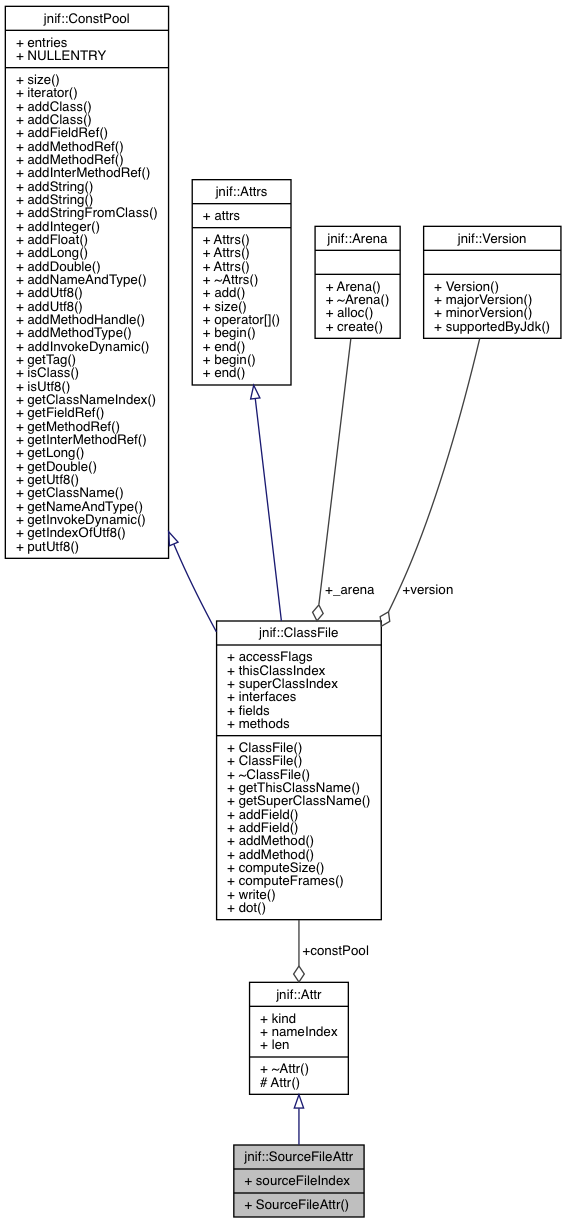 jnif::ConstPool
+ entries
+ NULLENTRY
+ size()
+ iterator()
+ addClass()
+ addClass()
+ addFieldRef()
+ addMethodRef()
+ addMethodRef()
+ addInterMethodRef()
+ addString()
+ addString()
+ addStringFromClass()
+ addInteger()
+ addFloat()
+ addLong()
+ addDouble()
+ addNameAndType()
+ addUtf8()
+ addUtf8()
+ addMethodHandle()
+ addMethodType()
+ addInvokeDynamic()
+ getTag()
+ isClass()
+ isUtf8()
+ getClassNameIndex()
+ getFieldRef()
+ getMethodRef()
+ getInterMethodRef()
+ getLong()
+ getDouble()
+ getUtf8()
+ getClassName()
+ getNameAndType()
+ getInvokeDynamic()
+ getIndexOfUtf8()
+ putUtf8()
jnif::Attrs
+ attrs
+ Attrs()
+ Attrs()
+ Attrs()
+ ~Attrs()
+ add()
+ size()
+ operator[]()
+ begin()
+ end()
+ begin()
+ end()
jnif::Arena
+ Arena()
+ ~Arena()
+ alloc()
+ create()
jnif::Version
+ Version()
+ majorVersion()
+ minorVersion()
+ supportedByJdk()
+_arena
+version
jnif::ClassFile
+ accessFlags
+ thisClassIndex
+ superClassIndex
+ interfaces
+ fields
+ methods
+ ClassFile()
+ ClassFile()
+ ~ClassFile()
+ getThisClassName()
+ getSuperClassName()
+ addField()
+ addField()
+ addMethod()
+ addMethod()
+ computeSize()
+ computeFrames()
+ write()
+ dot()
+constPool
jnif::Attr
+ kind
+ nameIndex
+ len
+ ~Attr()
# Attr()
jnif::SourceFileAttr
+ sourceFileIndex
+ SourceFileAttr()